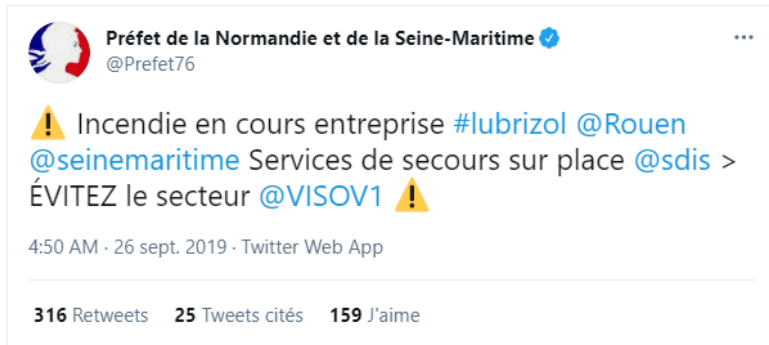 Préfet de la Normandie et de la Seine-Maritime
@Prefet76
⚠ Incendie en cours entreprise #lubrizol @Rouen
@seinemaritime Services de secours sur place @sdis >
ÉVITEZ le secteur @VISOV1 ⚠
4:50 AM · 26 sept. 2019 · Twitter Web App
316 Retweets 25 Tweets cités 159 J'aime